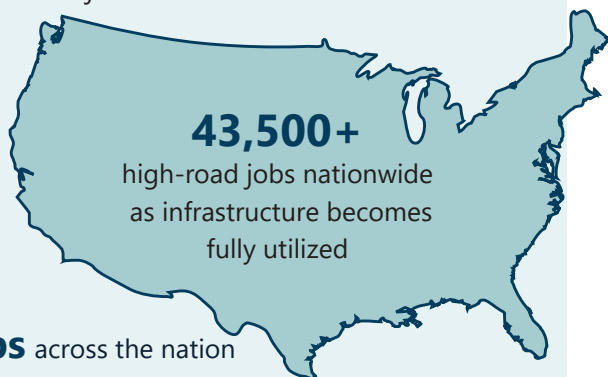 43,500+
high-road jobs nationwide
as infrastructure becomes
fully utilized
across the nation